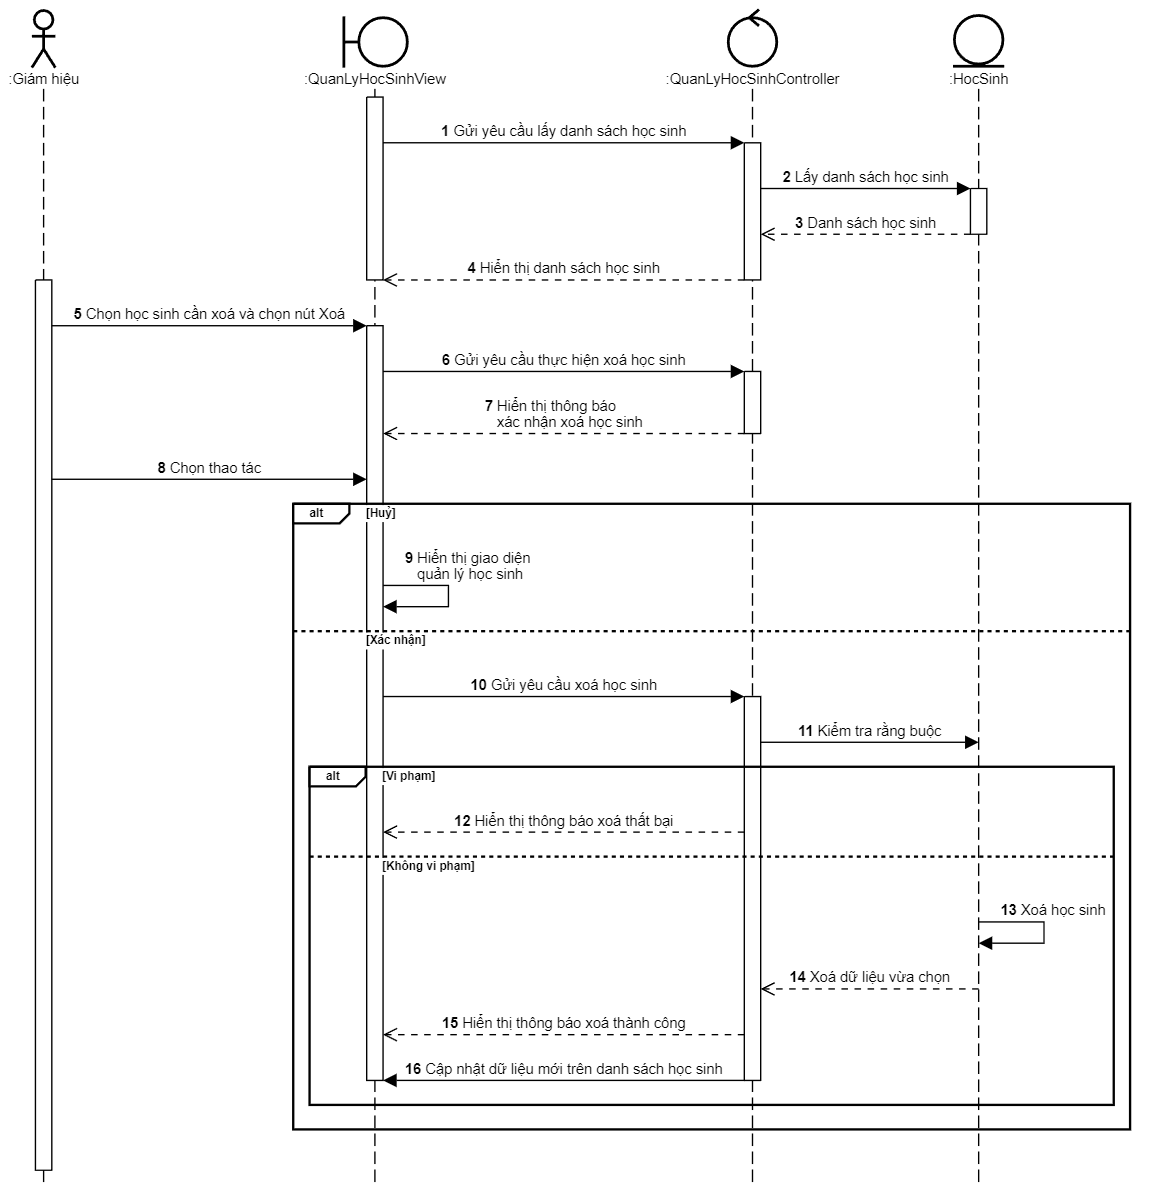 :Giám hiệu
:QuanLyHocSinhView
:QuanLyHocSinhController
:HocSinh
1 Gửi yêu cầu lấy danh sách học sinh
2 Lấy danh sách học sinh
3 Danh sách học sinh
4 Hiển thị danh sách học sinh
5 Chọn học sinh cần xoá và chọn nút Xoá
6 Gửi yêu cầu thực hiện xoá học sinh
7 Hiển thị thông báo
xác nhận xoá học sinh
8 Chọn thao tác
alt
[Huỷ]
9 Hiển thị giao diện
quản lý học sinh
[Xác nhận]
10 Gửi yêu cầu xoá học sinh
11 Kiểm tra rằng buộc
alt
[Vi phạm]
12 Hiển thị thông báo xoá thất bại
[Không vi phạm]
13 Xoá học sinh
14 Xoá dữ liệu vừa chọn
15 Hiển thị thông báo xoá thành công
16 Cập nhật dữ liệu mới trên danh sách học sinh